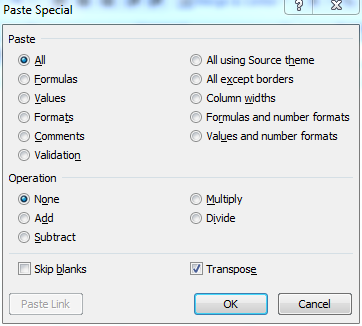 Paste Special
Paste
All
All using Source theme
Formulas
All except borders
Values
Column widths
Formats
Formulas and number formats
Comments
Values and number formats
Validation
Operation
None
Multiply
Add
Divide
Subtract
Skip blanks
Transpose
Paste Link
OK
Cancel